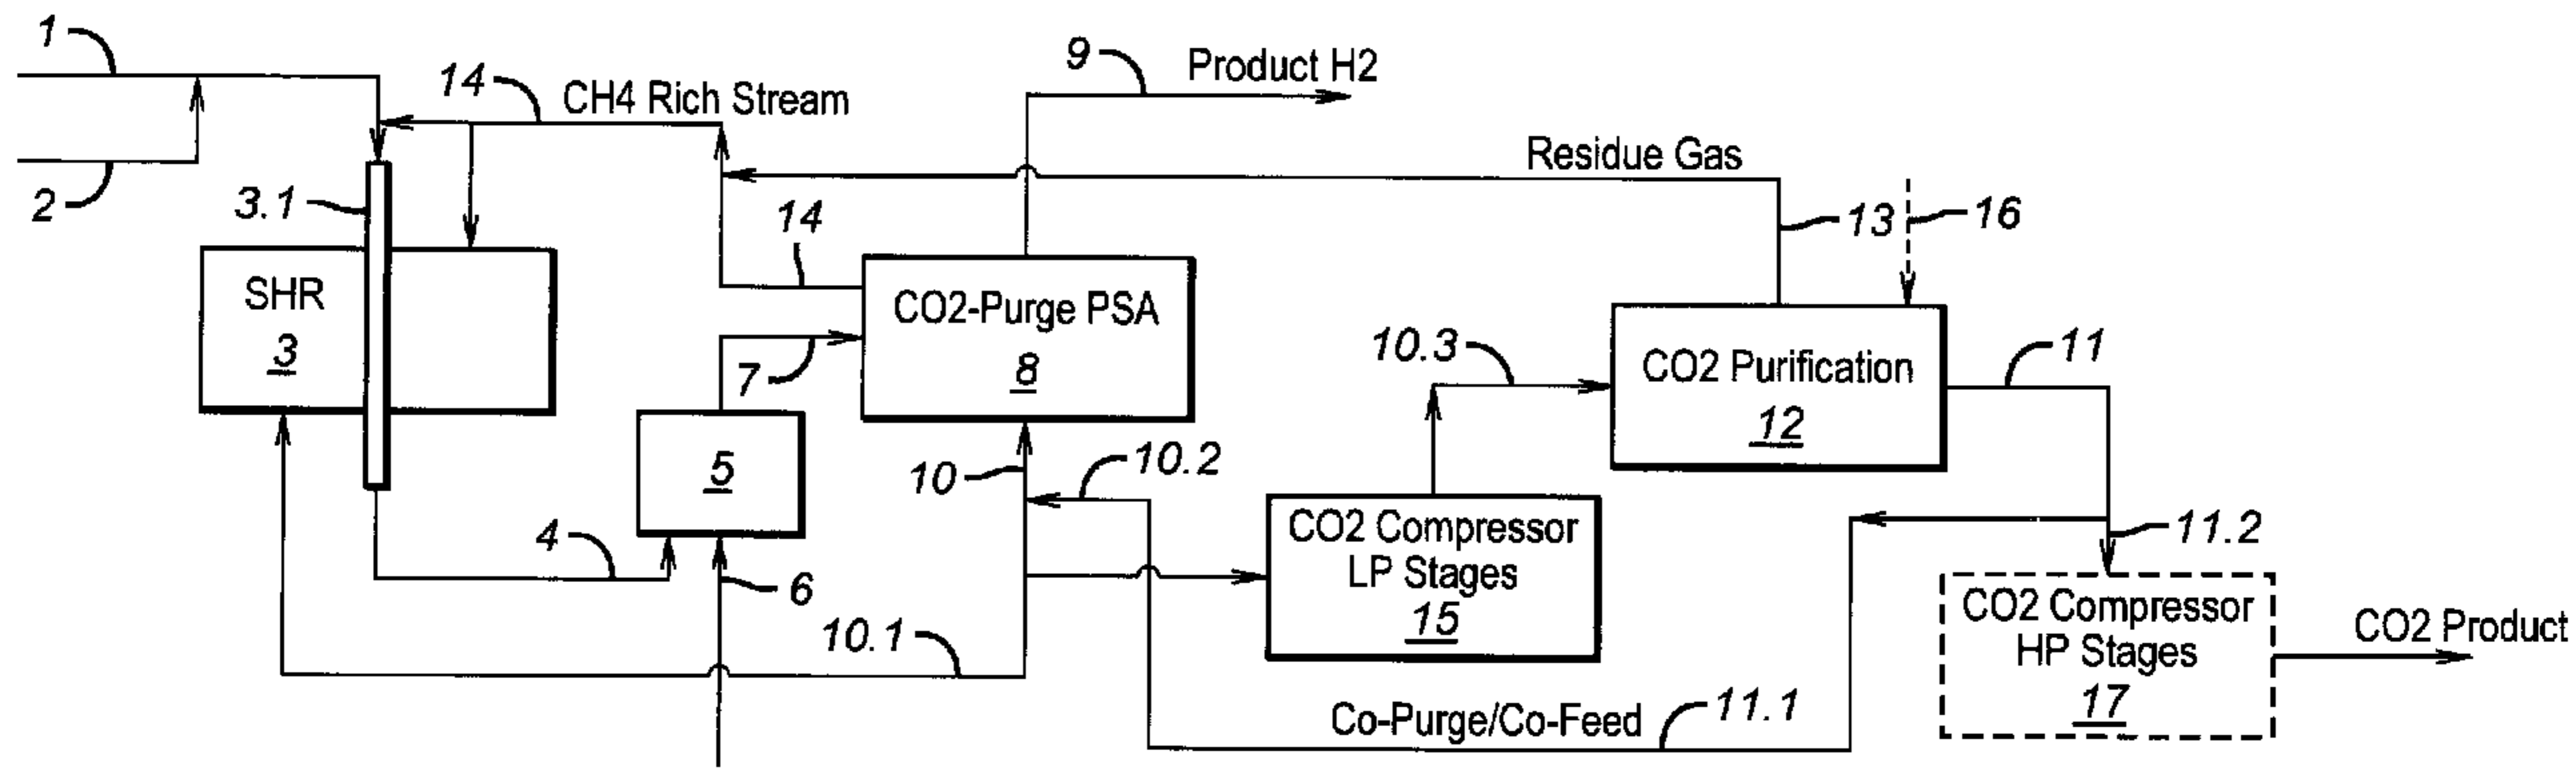 1
14
CH4 Rich Stream
9
Product H2
2
3.1
Residue Gas
14
13
16
SHR
3
CO2-Purge PSA
8
7
10.3
CO2 Purification
12
11
5
10
10.2
4
6
CO2 Compressor
LP Stages
15
11.2
10.1
CO2 Compressor
HP Stages
17
CO2 Product
Co-Purge/Co-Feed
11.1